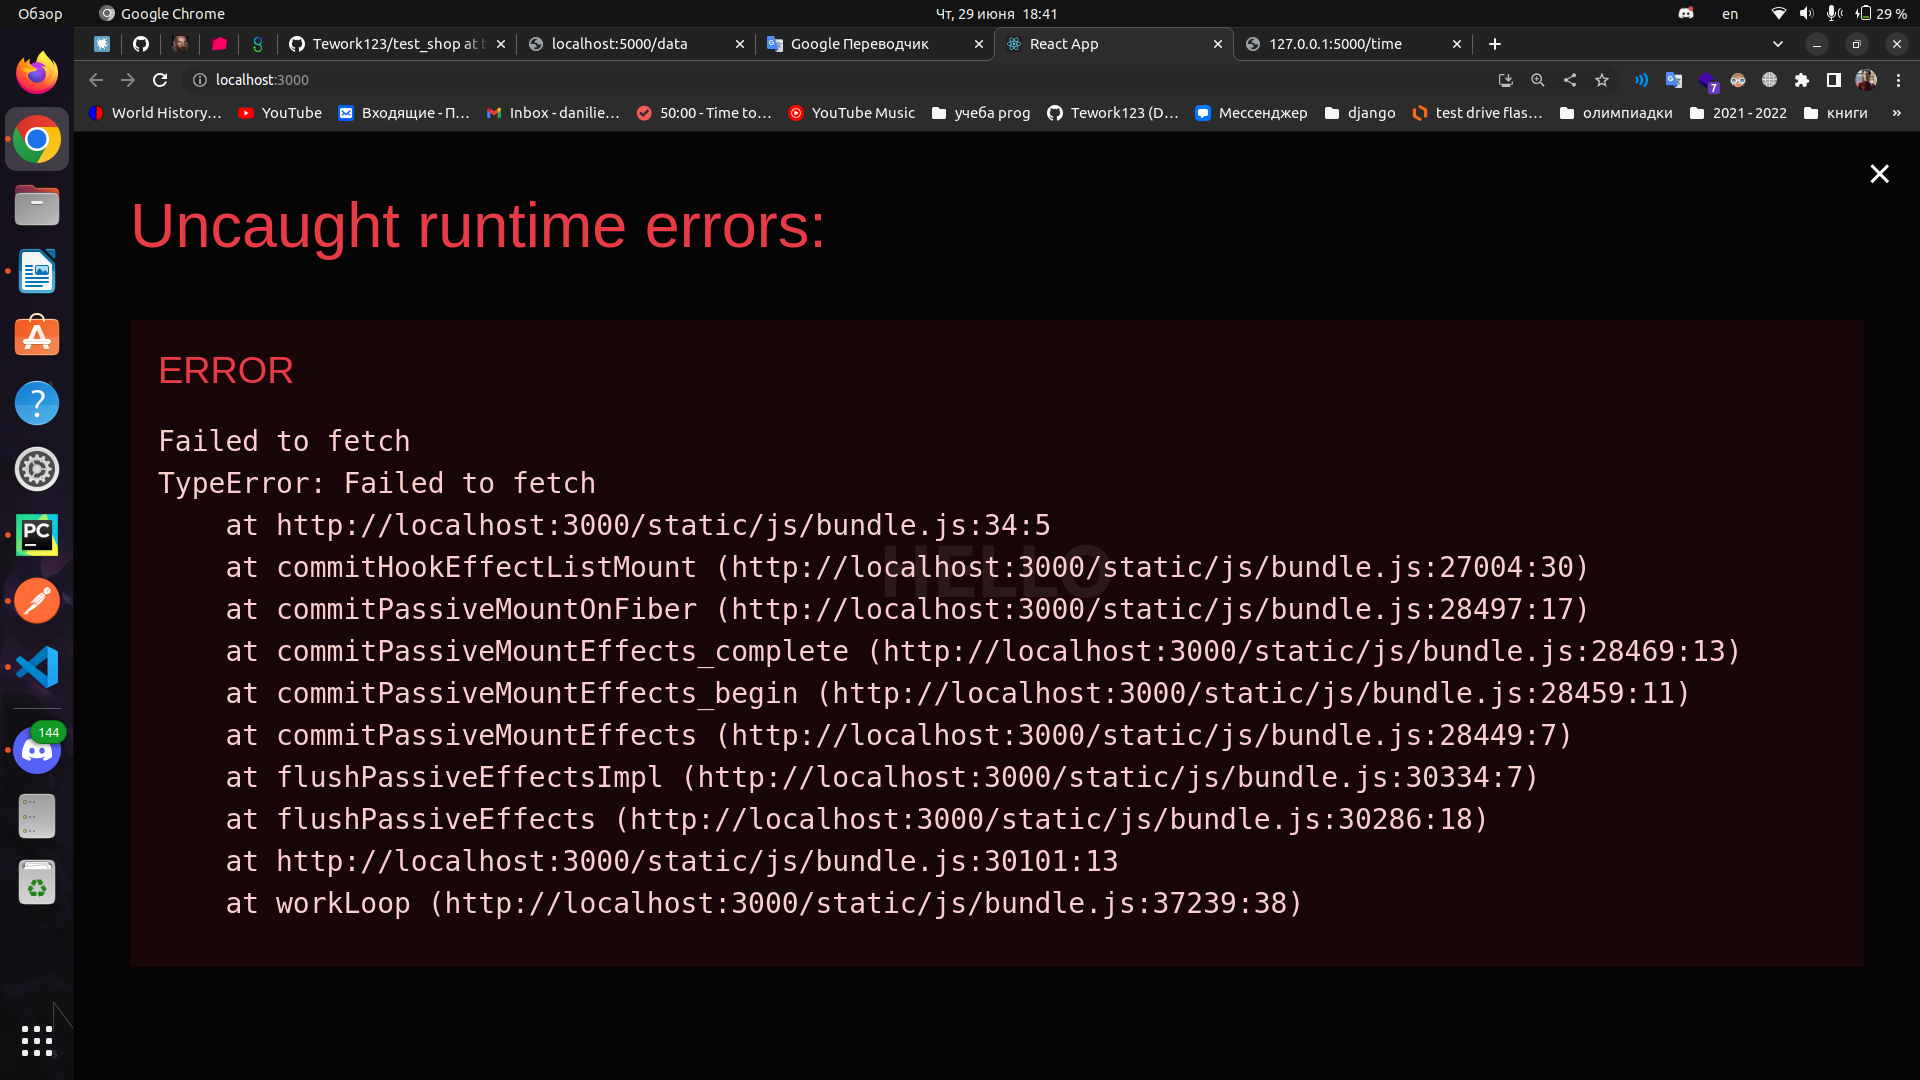 Обзор
Google Chrome
Чт, 29 июня 18:41
en
29 %
Tework123/test_shop at t
localhost:5000/data
Google Переводчик
React App
127.0.0.1:5000/time
localhost:3000
7
World History…
YouTube
Входящие - П…
Inbox - danilie…
50:00 - Time to…
YouTube Music
учеба prog
Tework123 (D…
Мессенджер
django
test drive flas…
олимпиадки
2021 - 2022
книги
»
Uncaught runtime errors:
ERROR
Failed to fetch
TypeError: Failed to fetch
at http://localhost:3000/static/js/bundle.js:34:5
at commitHookEffectListMount (http://localhost:3000/static/js/bundle.js:27004:30)
at commitPassiveMountOnFiber (http://localhost:3000/static/js/bundle.js:28497:17)
at commitPassiveMountEffects_complete (http://localhost:3000/static/js/bundle.js:28469:13)
at commitPassiveMountEffects_begin (http://localhost:3000/static/js/bundle.js:28459:11)
at commitPassiveMountEffects (http://localhost:3000/static/js/bundle.js:28449:7)
at flushPassiveEffectsImpl (http://localhost:3000/static/js/bundle.js:30334:7)
at flushPassiveEffects (http://localhost:3000/static/js/bundle.js:30286:18)
at http://localhost:3000/static/js/bundle.js:30101:13
at workLoop (http://localhost:3000/static/js/bundle.js:37239:38)
HELLO
PC
144